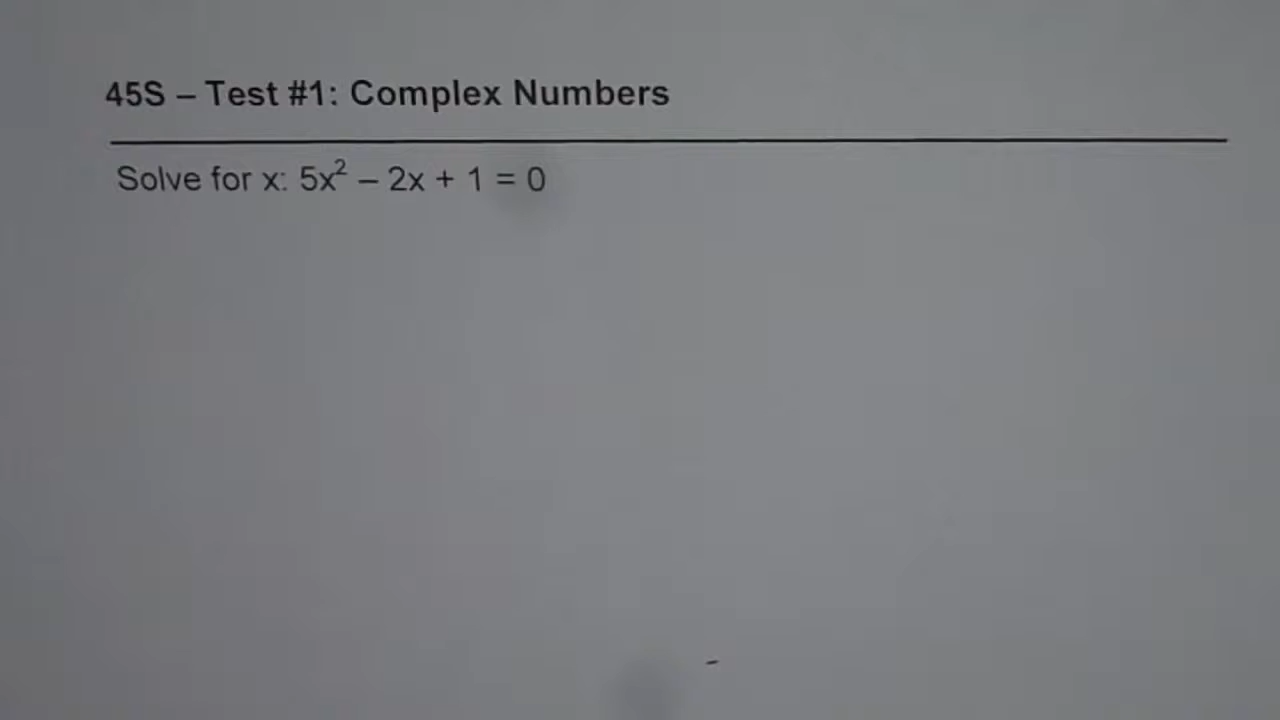 45S – Test #1: Complex Numbers
Solve for x: 5x² – 2x + 1 = 0